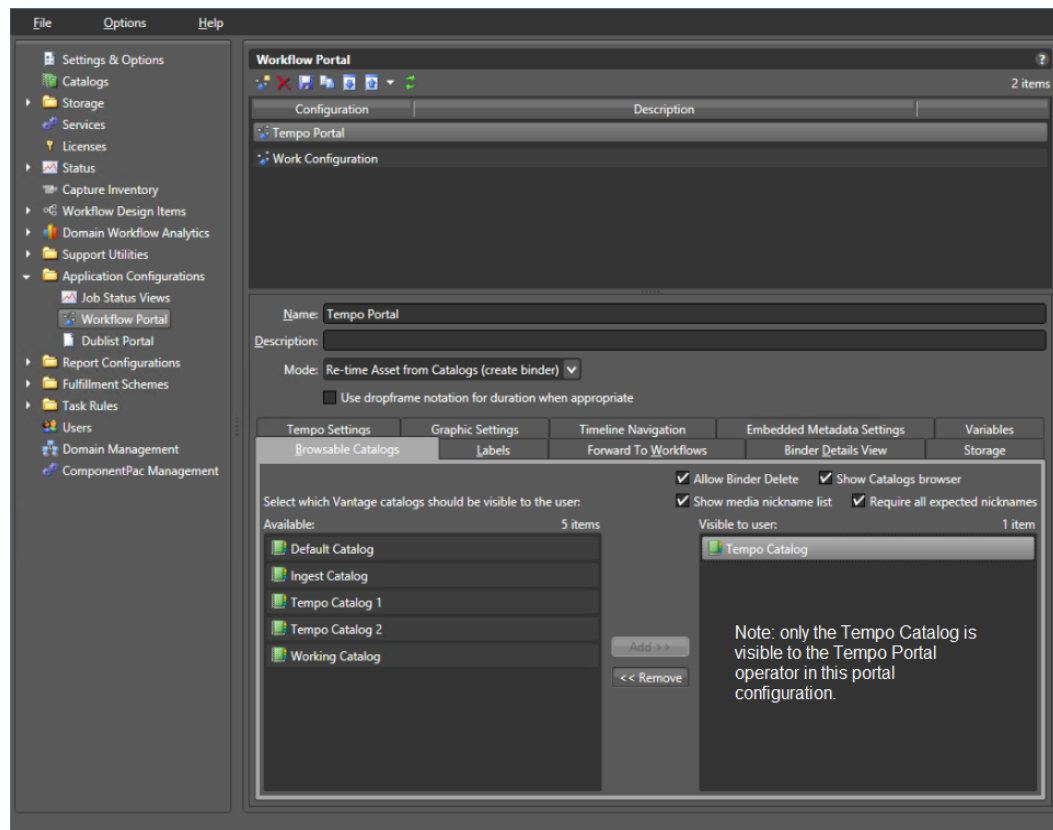 File Options Help
Settings & Options
Catalogs
Storage
Services
Licenses
Status
Capture Inventory
Workflow Design Items
Domain Workflow Analytics
Support Utilities
Application Configurations
Job Status Views
Workflow Portal
Dublist Portal
Report Configurations
Fulfillment Schemes
Task Rules
Users
Domain Management
ComponentPac Management
Workflow Portal ?
2 items
Configuration Description
Tempo Portal
Work Configuration
Name: Tempo Portal
Description:
Mode: Re-time Asset from Catalogs (create binder)
Use dropframe notation for duration when appropriate
Tempo Settings Graphic Settings Timeline Navigation Embedded Metadata Settings Variables
Browsable Catalogs Labels Forward To Workflows Binder Details View Storage
Allow Binder Delete Show Catalogs browser
Select which Vantage catalogs should be visible to the user: Show media nickname list Require all expected nicknames
Available: 5 items Visible to user: 1 item
Default Catalog
Ingest Catalog
Tempo Catalog 1
Tempo Catalog 2
Working Catalog
Add >>
<< Remove
Tempo Catalog
Note: only the Tempo Catalog is
visible to the Tempo Portal
operator in this portal
configuration.